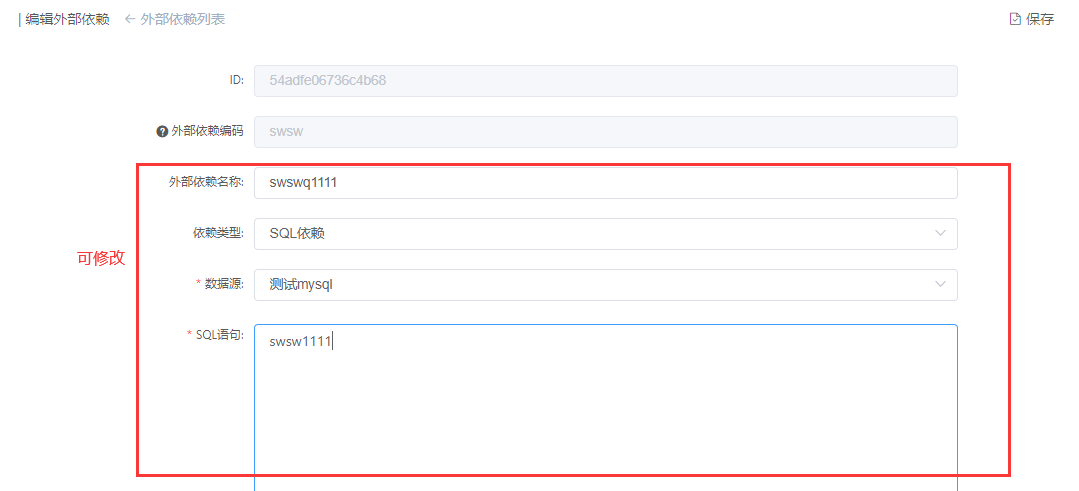 | 编辑外部依赖 ← 外部依赖列表 保存
ID: 54adfe06736c4b68
? 外部依赖编码 swsw
外部依赖名称: swswq1111
依赖类型: SQL依赖
可修改
* 数据源: 测试mysql
* SQL语句: swsw1111